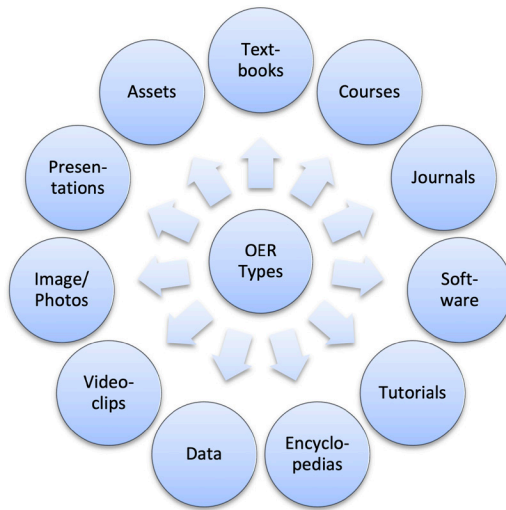 Text-
books
Courses
Journals
Soft-
ware
Tutorials
Encyclo-
pedias
Data
Video-
clips
Image/
Photos
Presen-
tations
Assets
OER
Types